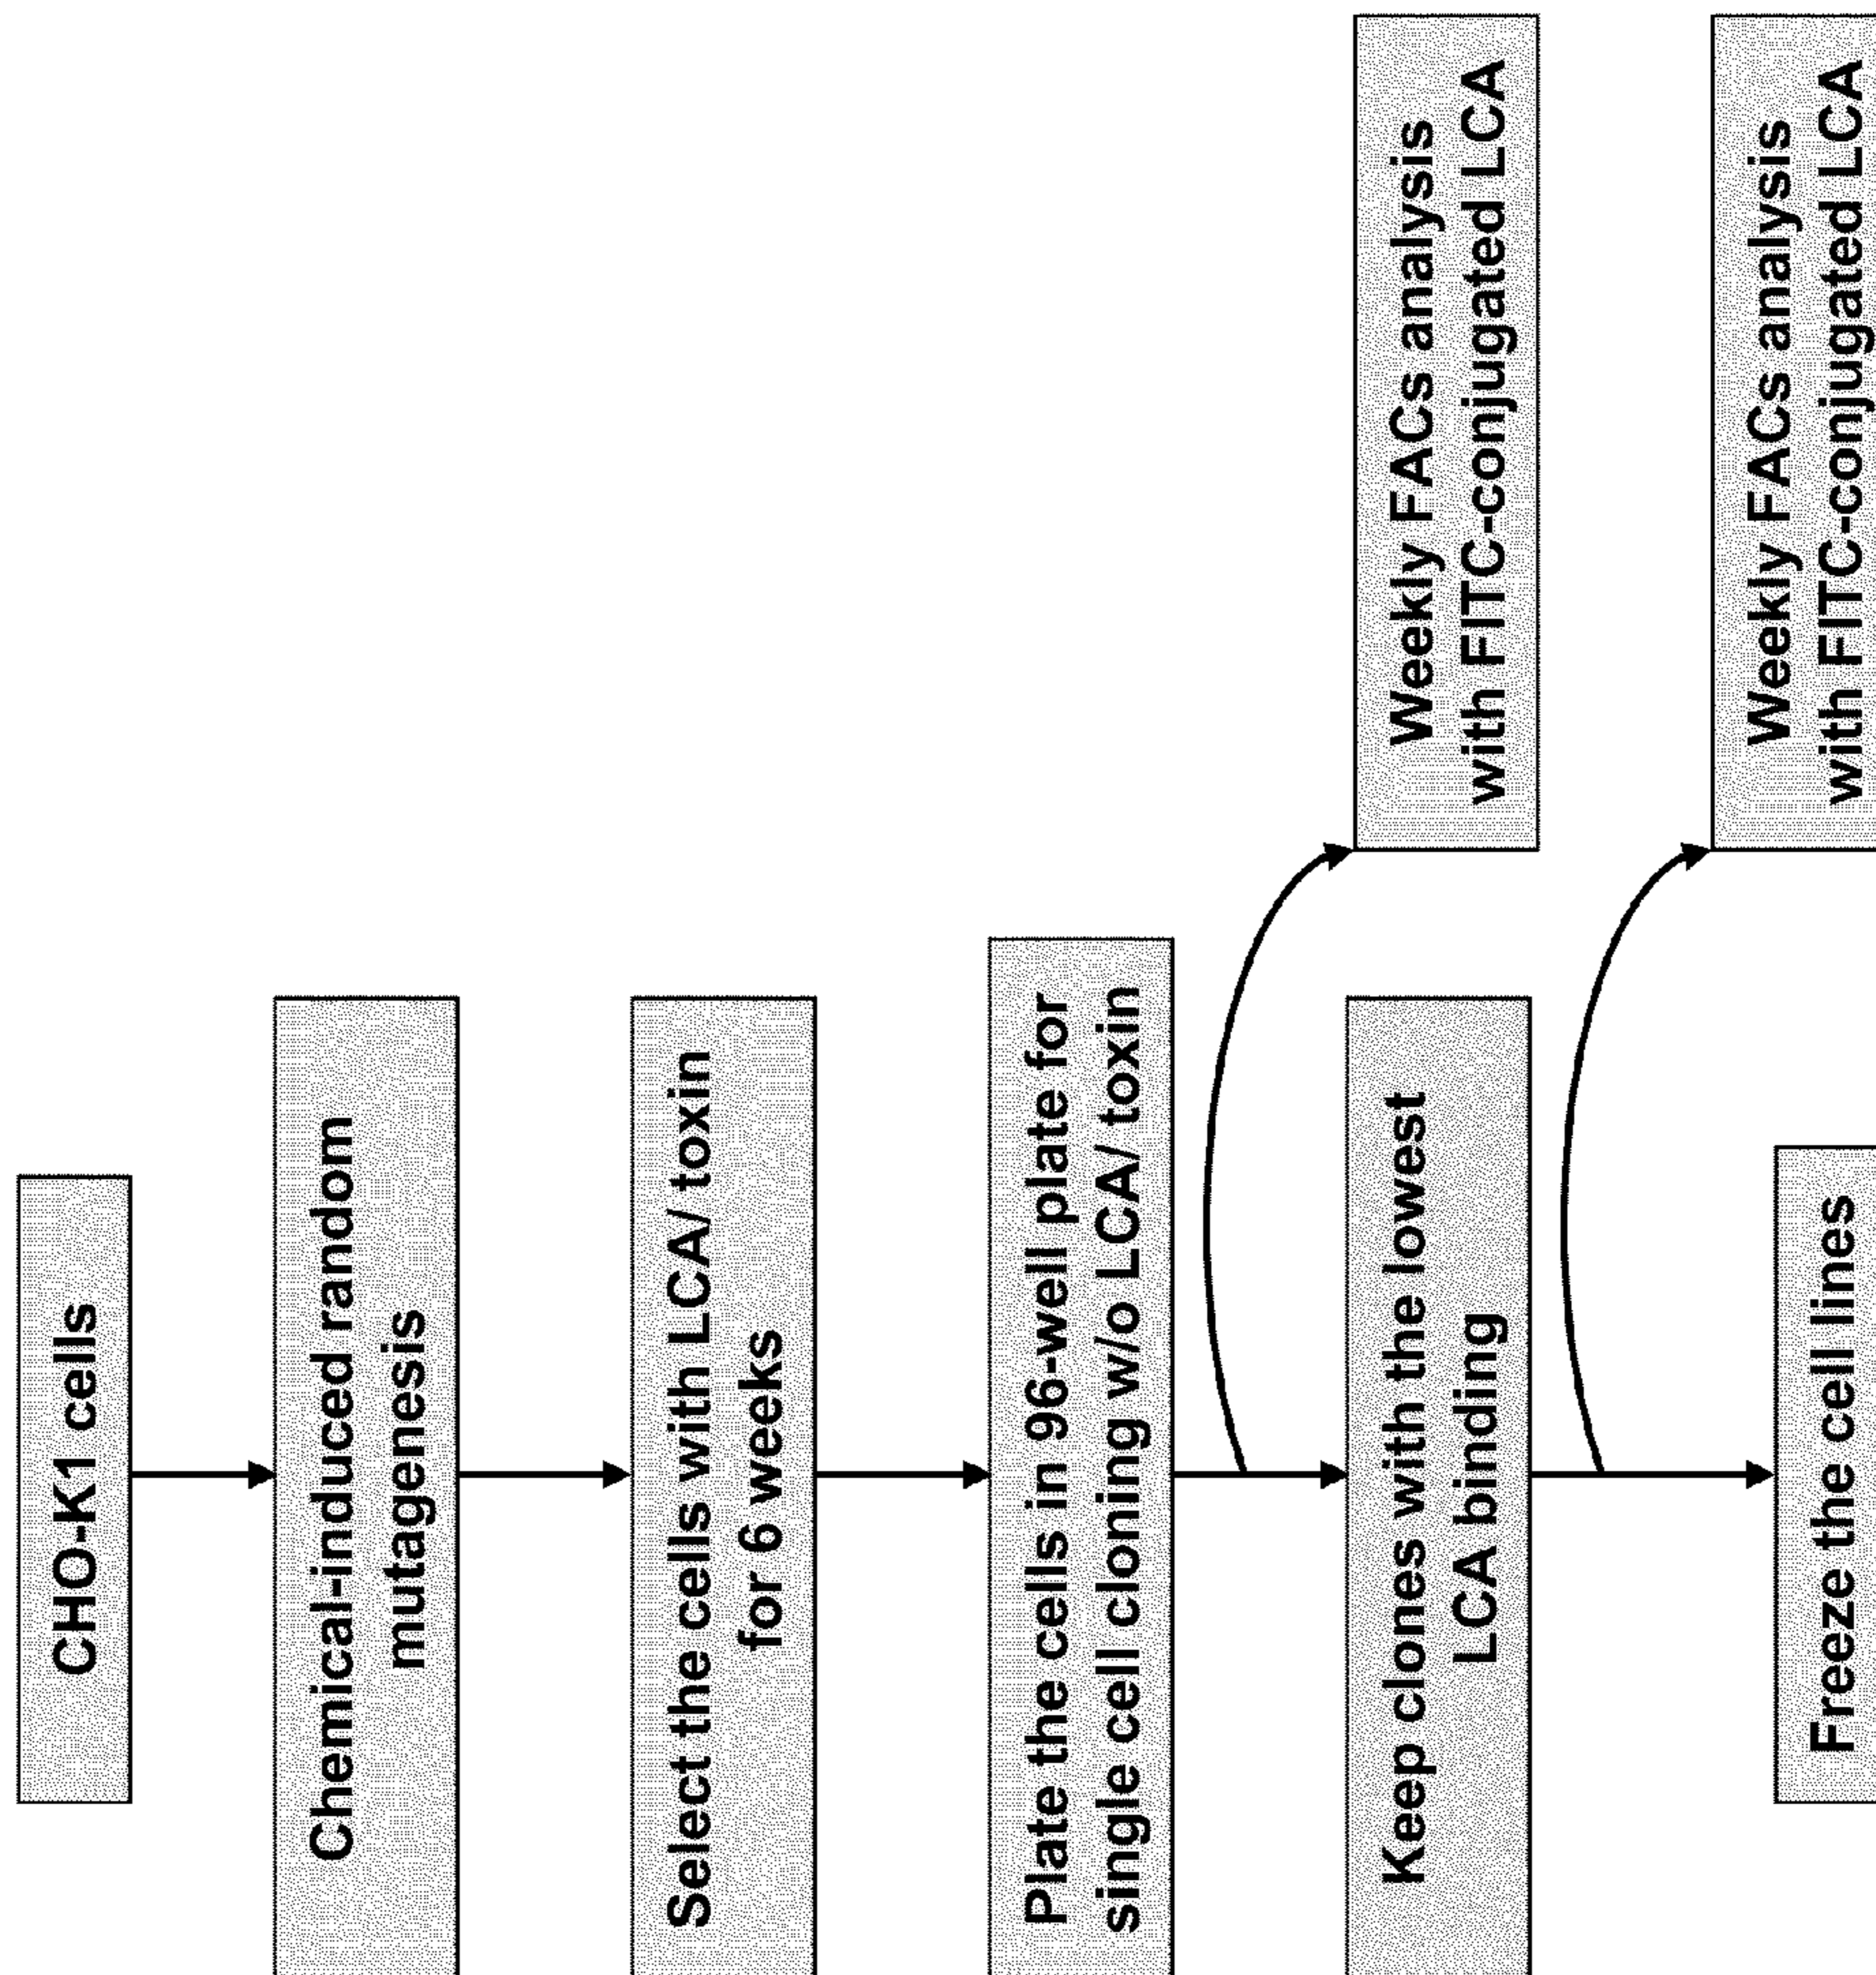 CHO-K1 cells
Chemical-induced random
mutagenesis
Select the cells with LCA/ toxin
for 6 weeks
Plate the cells in 96-well plate for
single cell cloning w/o LCA/ toxin
Weekly FACs analysis
with FITC-conjugated LCA
Keep clones with the lowest
LCA binding
Weekly FACs analysis
with FITC-conjugated LCA
Freeze the cell lines